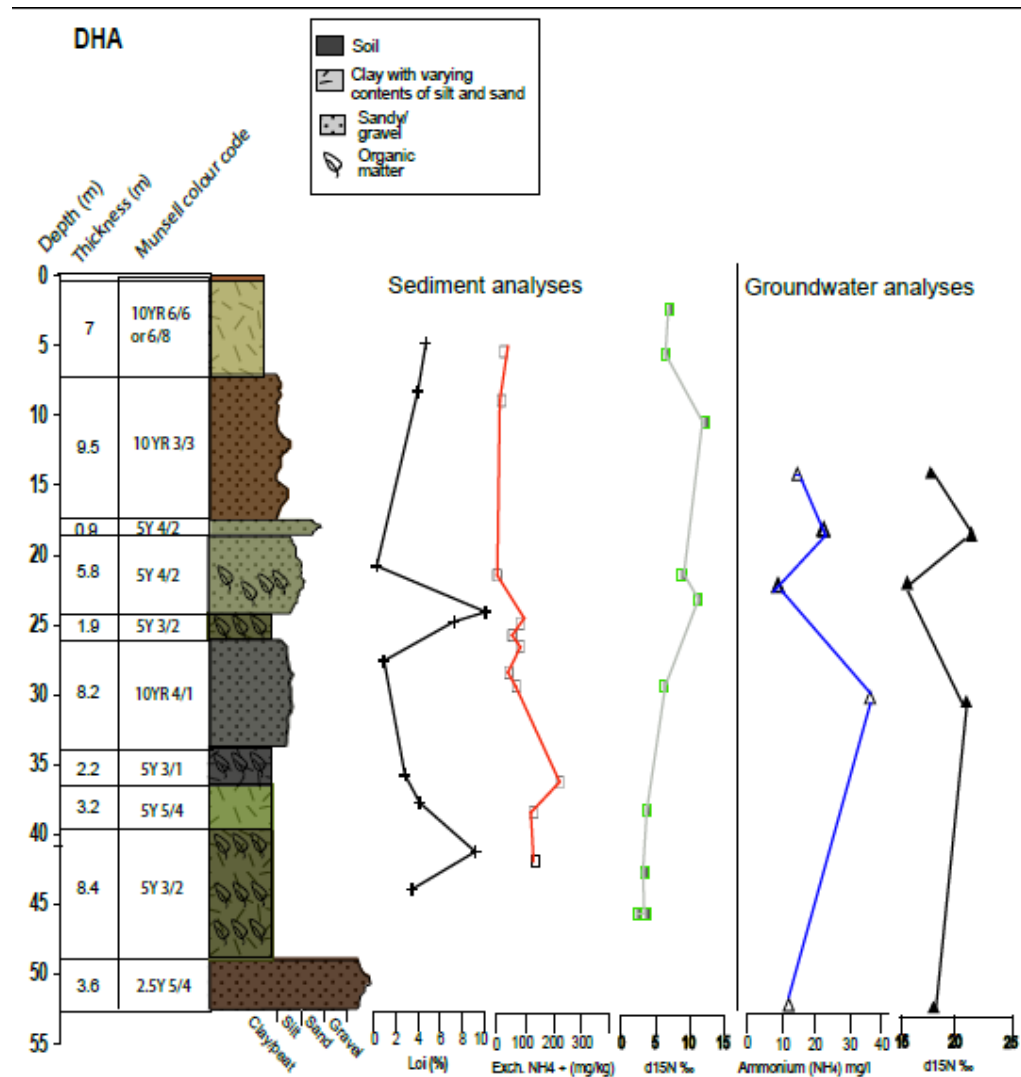 DHA
Soil
Clay with varying
contents of silt and sand
Sandy/
gravel
Organic
matter
Depth (m)
Thickness (m)
Munsell colour code
Sediment analyses
Groundwater analyses
0
5
10
15
20
25
30
35
40
45
50
55
7
10YR 6/6
or 6/8
9.5
10 YR 3/3
0.9
5Y 4/2
5.8
5Y 4/2
1.9
5Y 3/2
8.2
10YR 4/1
2.2
5Y 3/1
3.2
5Y 5/4
8.4
5Y 3/2
3.6
2.5Y 5/4
Clay/peat
Silt
Sand
Gravel
0 2 4 6 8 10
Loi (%)
0 100 200 300 400
Exch. NH4 + (mg/kg)
0 5 10 15
d15N ‰
0 10 20 30 40
Ammonium (NH4) mg/l
15 20 25
d15N ‰